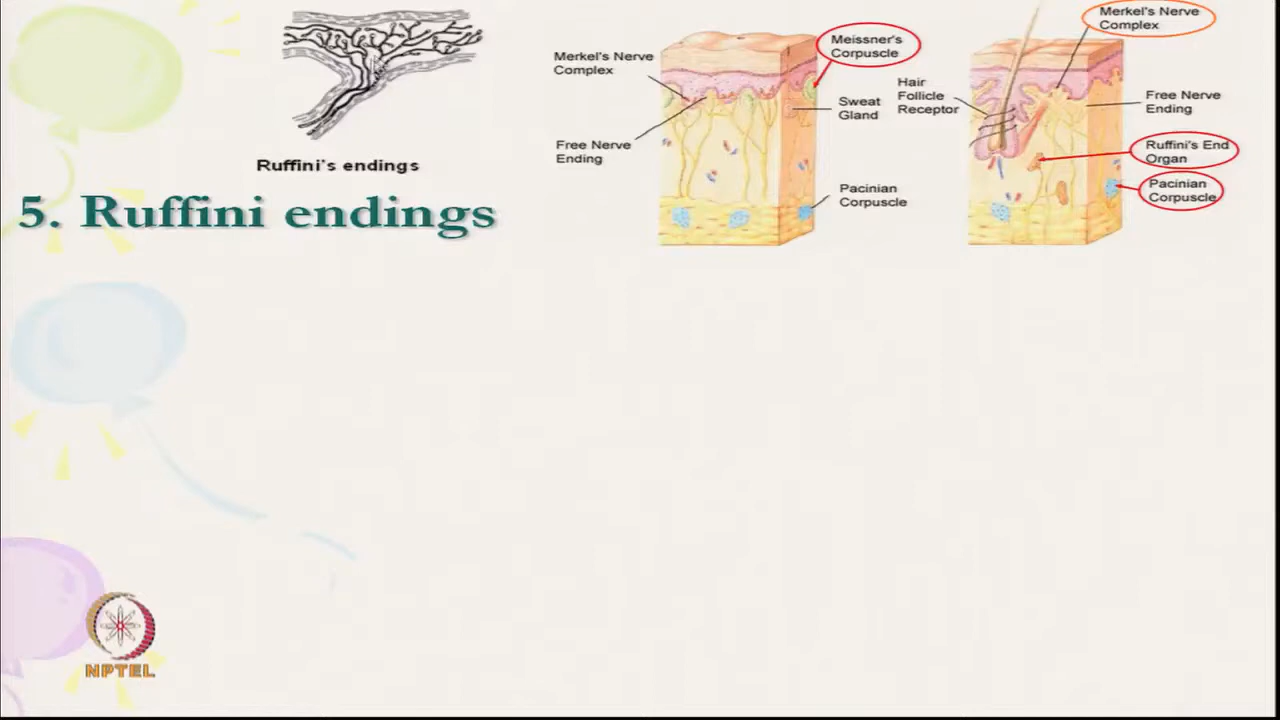 Ruffini's endings
5. Ruffini endings
Merkel's Nerve
Complex
Free Nerve
Ending
Meissner's
Corpuscle
Sweat
Gland
Pacinian
Corpuscle
Merkel's Nerve
Complex
Hair
Follicle
Receptor
Free Nerve
Ending
Ruffini's End
Organ
Pacinian
Corpuscle
NPTEL